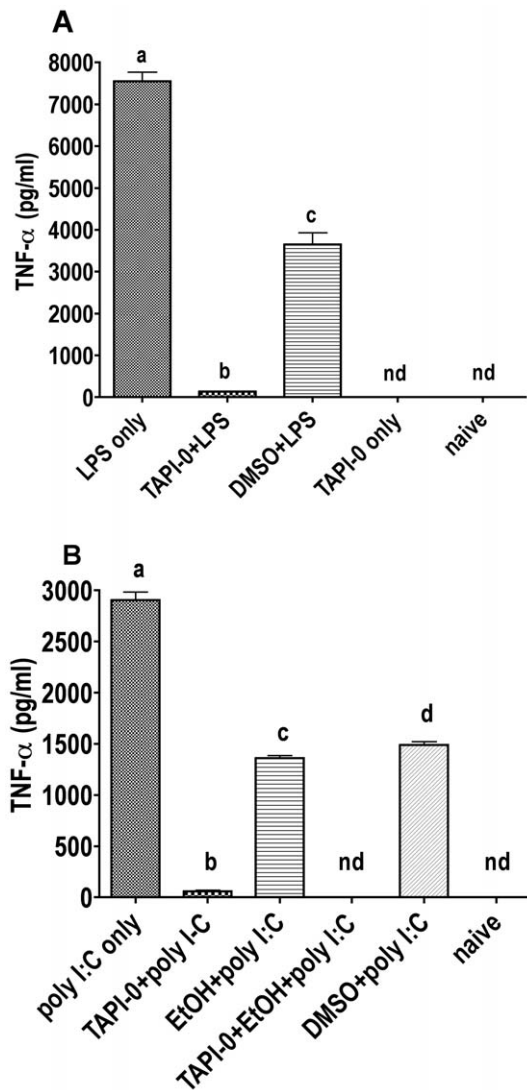 A
a
8000
7000
6000
5000
4000
3000
2000
1000
0
TNF-α (pg/ml)
b
c
nd
nd
LPS only
TAPI-0+LPS
DMSO+LPS
TAPI-0 only
naive
B
a
3000
2500
2000
1500
1000
500
0
TNF-α (pg/ml)
b
c
nd
d
nd
poly I:C only
TAPI-0+poly I-C
EtOH+poly I:C
TAPI-0+EtOH+poly I:C
DMSO+poly I:C
naive